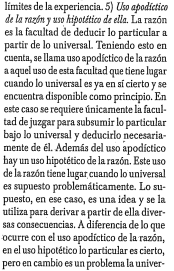 límites de la experiencia. 5) Uso apodíctico
de la razón y uso hipotético de ella. La razón
es la facultad de deducir lo particular a
partir de lo universal. Teniendo esto en
cuenta, se llama uso apodíctico de la razón
a aquel uso de esta facultad que tiene lugar
cuando lo universal es ya en sí cierto y se
encuentra disponible como principio. En
este caso se requiere únicamente la facul-
tad de juzgar para subsumir lo particular
bajo lo universal y deducirlo necesaria-
mente de él. Además del uso apodíctico
hay un uso hipotético de la razón. Este uso
de la razón tiene lugar cuando lo universal
es supuesto problemáticamente. Lo su-
puesto, en ese caso, es una idea y se la
utiliza para derivar a partir de ella diver-
sas consecuencias. A diferencia de lo que
ocurre con el uso apodíctico de la razón,
en el uso hipotético lo particular es cierto,
pero en cambio es un problema la univer-